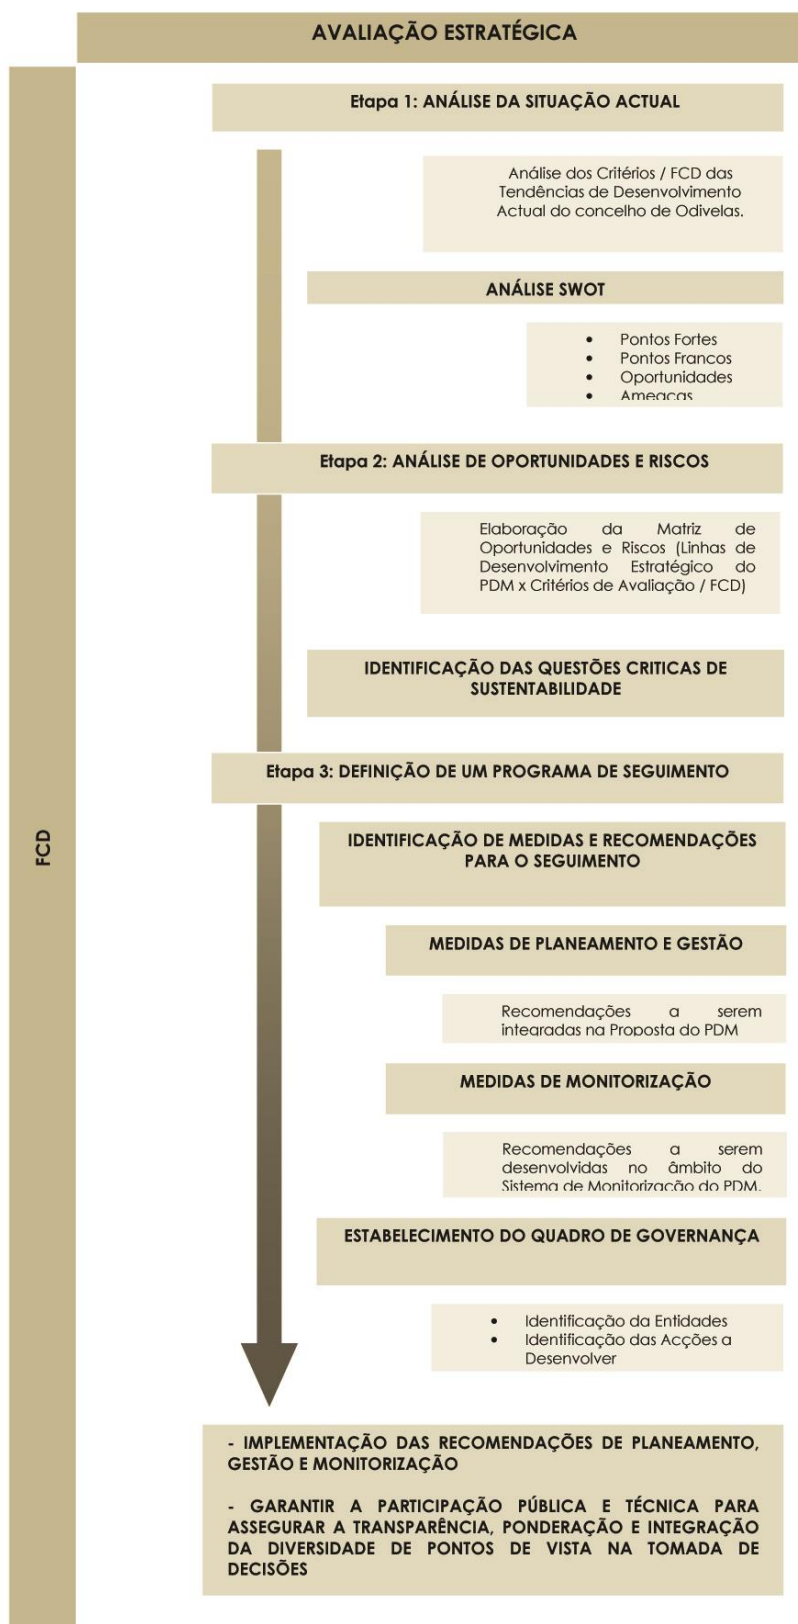 AVALIAÇÃO ESTRATÉGICA
FCD
Etapa 1: ANÁLISE DA SITUAÇÃO ACTUAL
Análise dos Critérios / FCD das
Tendências de Desenvolvimento
Actual do concelho de Odivelas.
ANÁLISE SWOT
• Pontos Fortes
• Pontos Francos
• Oportunidades
• Ameaças
Etapa 2: ANÁLISE DE OPORTUNIDADES E RISCOS
Elaboração da Matriz de
Oportunidades e Riscos (Linhas de
Desenvolvimento Estratégico do
PDM x Critérios de Avaliação / FCD)
IDENTIFICAÇÃO DAS QUESTÕES CRITICAS DE
SUSTENTABILIDADE
Etapa 3: DEFINIÇÃO DE UM PROGRAMA DE SEGUIMENTO
IDENTIFICAÇÃO DE MEDIDAS E RECOMENDAÇÕES
PARA O SEGUIMENTO
MEDIDAS DE PLANEAMENTO E GESTÃO
Recomendações a serem
integradas na Proposta do PDM
MEDIDAS DE MONITORIZAÇÃO
Recomendações a serem
desenvolvidas no âmbito do
Sistema de Monitorização do PDM.
ESTABELECIMENTO DO QUADRO DE GOVERNANÇA
• Identificação da Entidades
• Identificação das Acções a
Desenvolver
- IMPLEMENTAÇÃO DAS RECOMENDAÇÕES DE PLANEAMENTO,
GESTÃO E MONITORIZAÇÃO
- GARANTIR A PARTICIPAÇÃO PÚBLICA E TÉCNICA PARA
ASSEGURAR A TRANSPARÊNCIA, PONDERAÇÃO E INTEGRAÇÃO
DA DIVERSIDADE DE PONTOS DE VISTA NA TOMADA DE
DECISÕES